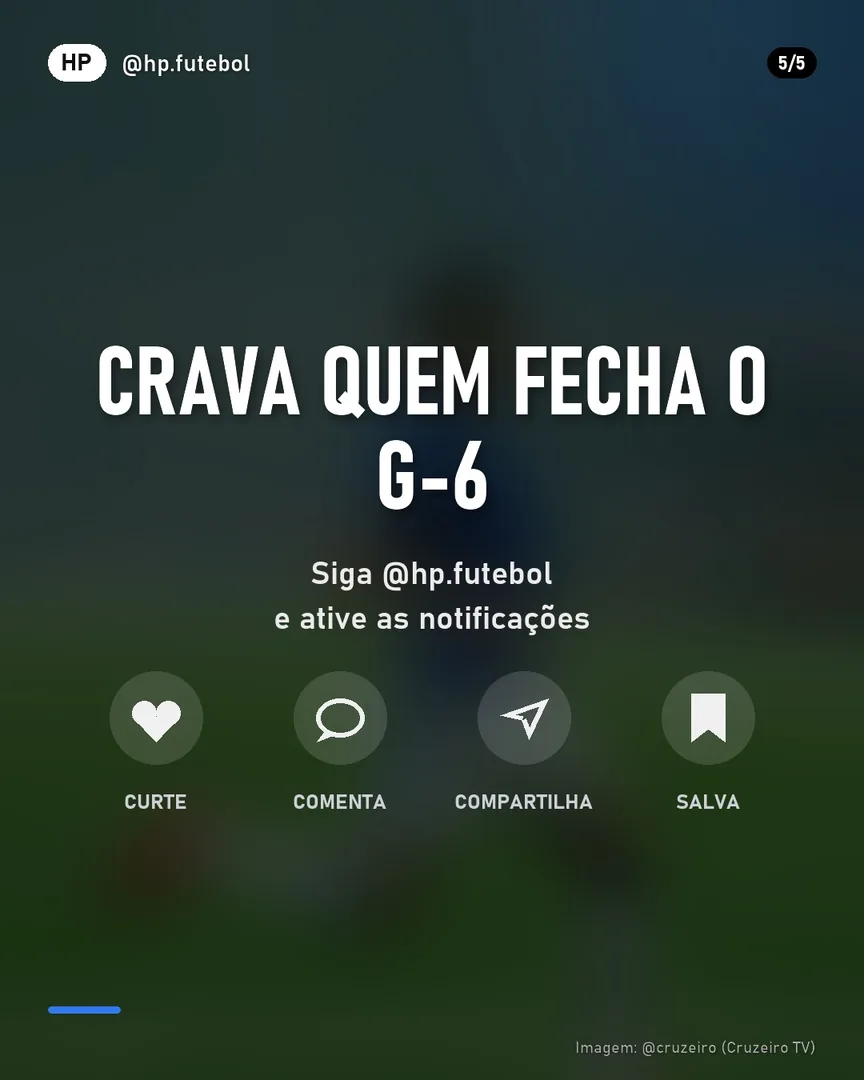 HP @hp.futebol 5/5
CRAVA QUEM FECHA O
G-6
Siga @hp.futebol
e ative as notificações
CURTE COMENTA COMPARTILHA SALVA
Imagem: @cruzeiro (Cruzeiro TV)